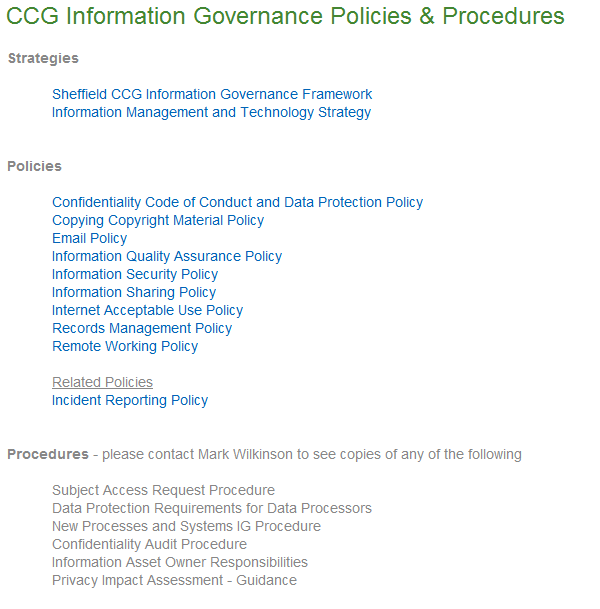 CCG Information Governance Policies & Procedures
Strategies
Sheffield CCG Information Governance Framework
Information Management and Technology Strategy
Policies
Confidentiality Code of Conduct and Data Protection Policy
Copying Copyright Material Policy
Email Policy
Information Quality Assurance Policy
Information Security Policy
Information Sharing Policy
Internet Acceptable Use Policy
Records Management Policy
Remote Working Policy
Related Policies
Incident Reporting Policy
Procedures - please contact Mark Wilkinson to see copies of any of the following
Subject Access Request Procedure
Data Protection Requirements for Data Processors
New Processes and Systems IG Procedure
Confidentiality Audit Procedure
Information Asset Owner Responsibilities
Privacy Impact Assessment - Guidance